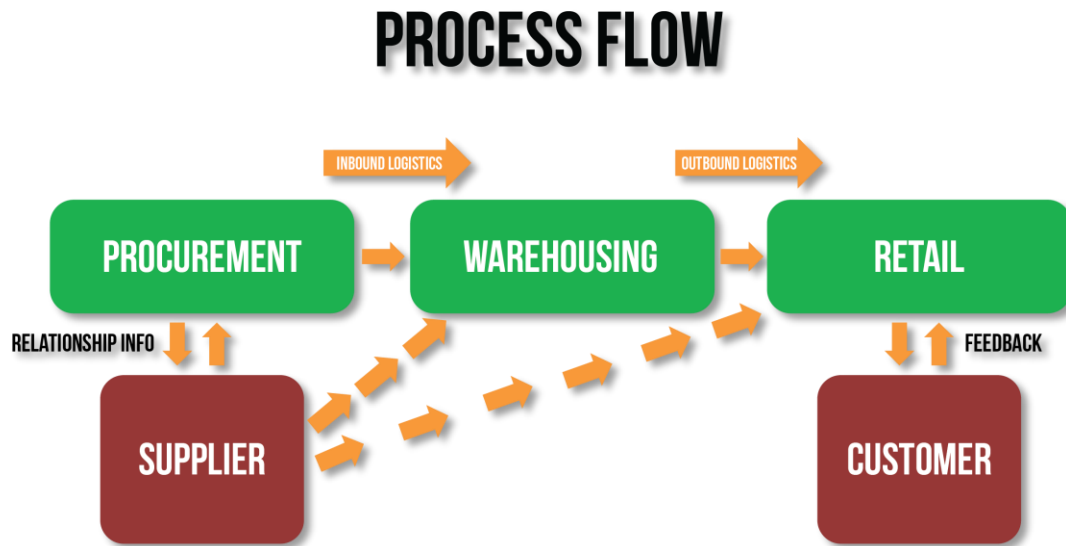 PROCESS FLOW
INBOUND LOGISTICS
OUTBOUND LOGISTICS
PROCUREMENT
WAREHOUSING
RETAIL
RELATIONSHIP INFO
FEEDBACK
SUPPLIER
CUSTOMER